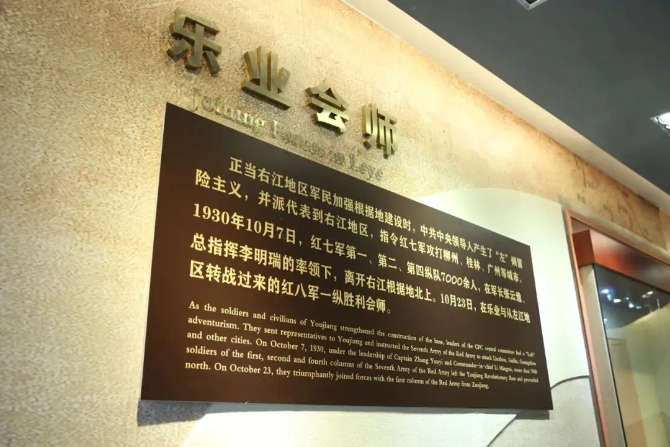 乐业会师
Joining Forces in Leye
正当右江地区军民加强根据地建设时，中共中央领导人产生了“左”倾冒
险主义，并派代表到右江地区，指令红七军攻打柳州、桂林、广州等城市。
1930年10月7日，红七军第一、第二、第四纵队7000余人，在军长张云逸、
总指挥李明瑞的率领下，离开右江根据地北上。10月23日，在乐业与从左江地
区转战过来的红八军一纵胜利会师。
As the soldiers and civilians of Youjiang strengthened the construction of the base, leaders of the CPC central committee had a "Left"
adventurism. They sent representatives to Youjiang and instructed the Seventh Army of the Red Army to attack Liuzhou, Guilin, Guangzhou
and other cities. On October 7, 1930, under the leadership of Captain Zhang Yunyi and Commander-in-chief Li Mingrui, more than 7000
soldiers of the first, second and fourth columns of the Seventh Army of the Red Army left the Youjiang Revolutionary Base and proceeded
north. On October 23, they triumphantly joined forces with the first column of the Red Army from Zuojiang.